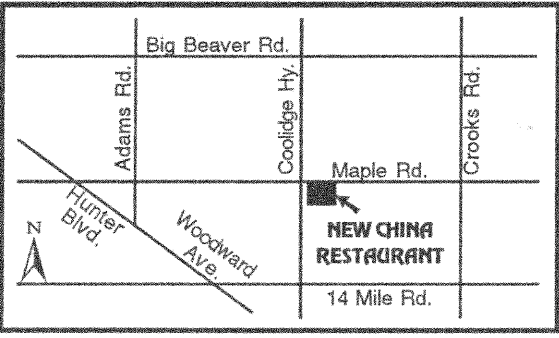 Big Beaver Rd.
Adams Rd.
Coolidge Hy.
Crooks Rd.
Maple Rd.
Hunter
Blvd.
Woodward
Ave.
N
NEW CHINA
RESTAURANT
14 Mile Rd.